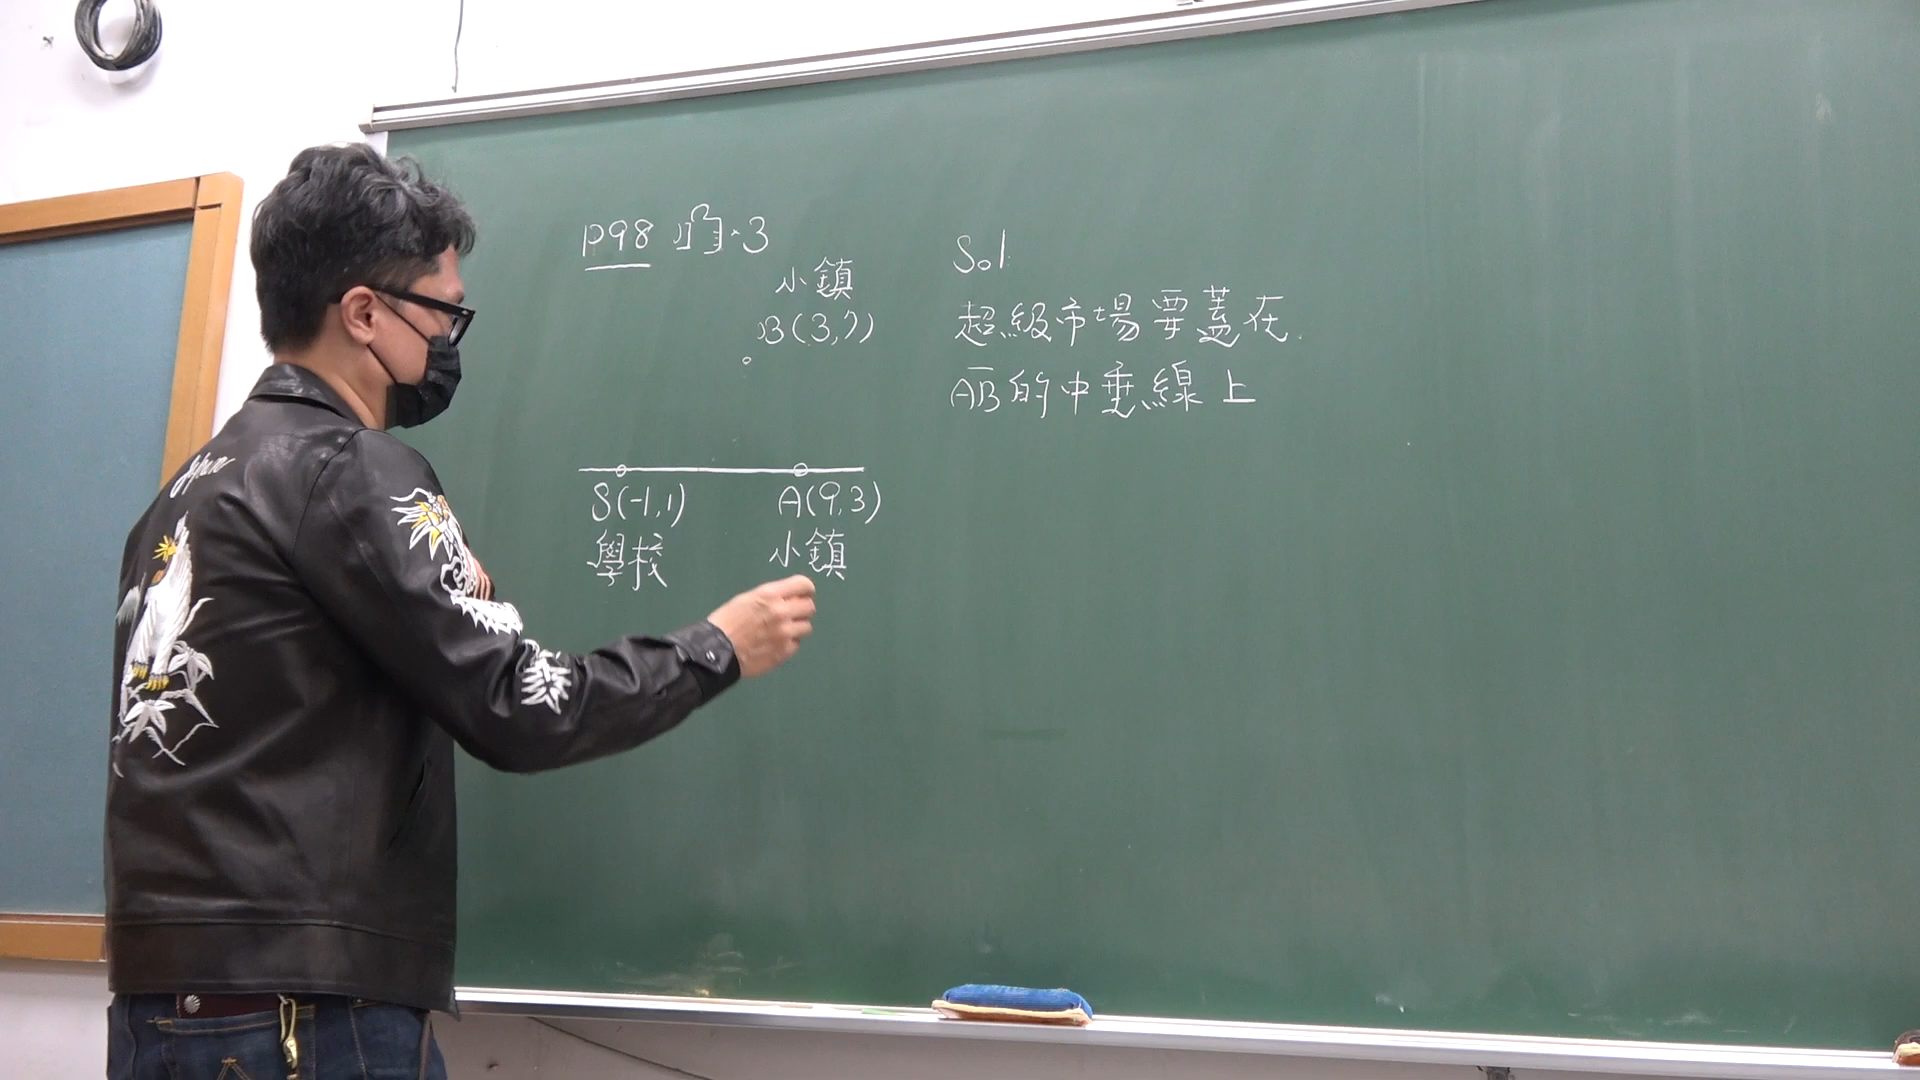 P98 隨·3
小鎮
B(3,7)
S(-1,1)
學校
A(9,3)
小鎮
Sol
超級市場要蓋在
AB的中垂線上